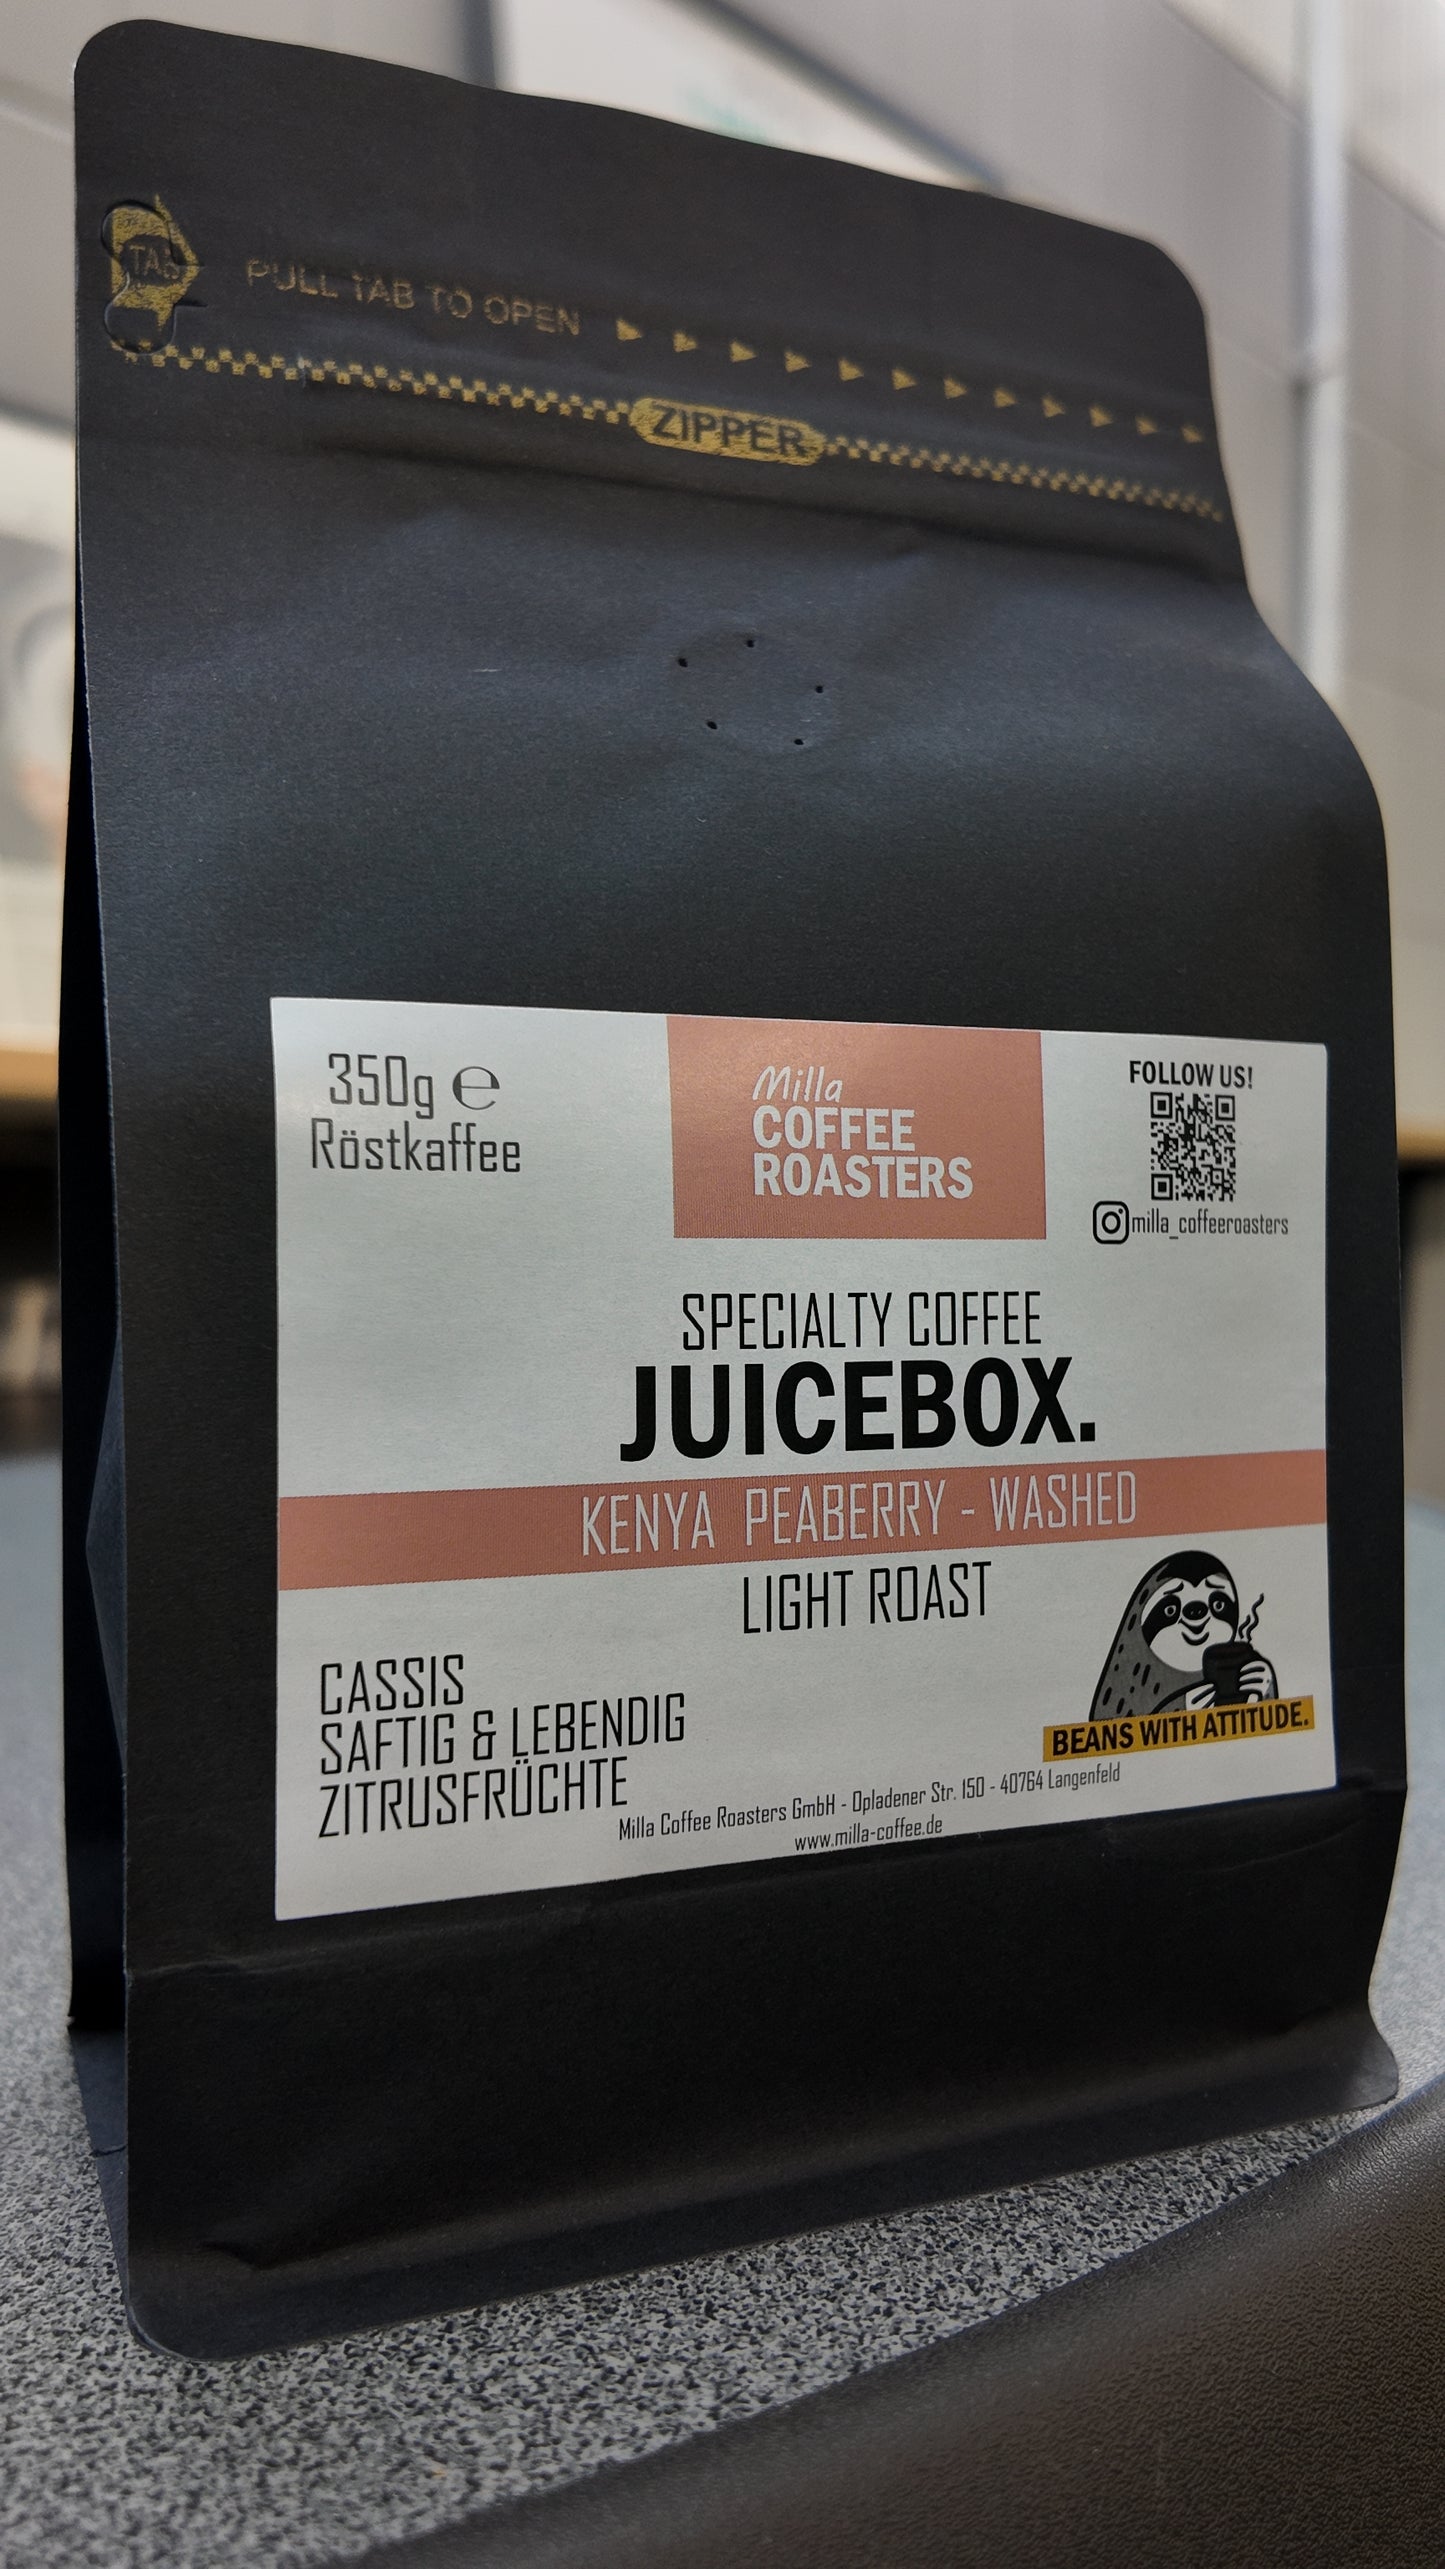 TAB
PULL TAB TO OPEN
ZIPPER
350g ℮
Röstkaffee
Milla
COFFEE
ROASTERS
FOLLOW US!
milla_coffeeroasters
SPECIALTY COFFEE
JUICEBOX.
KENYA PEABERRY - WASHED
LIGHT ROAST
CASSIS
SAFTIG & LEBENDIG
ZITRUSFRÜCHTE
BEANS WITH ATTITUDE.
Milla Coffee Roasters GmbH - Opladener Str. 150 - 40764 Langenfeld
www.milla-coffee.de